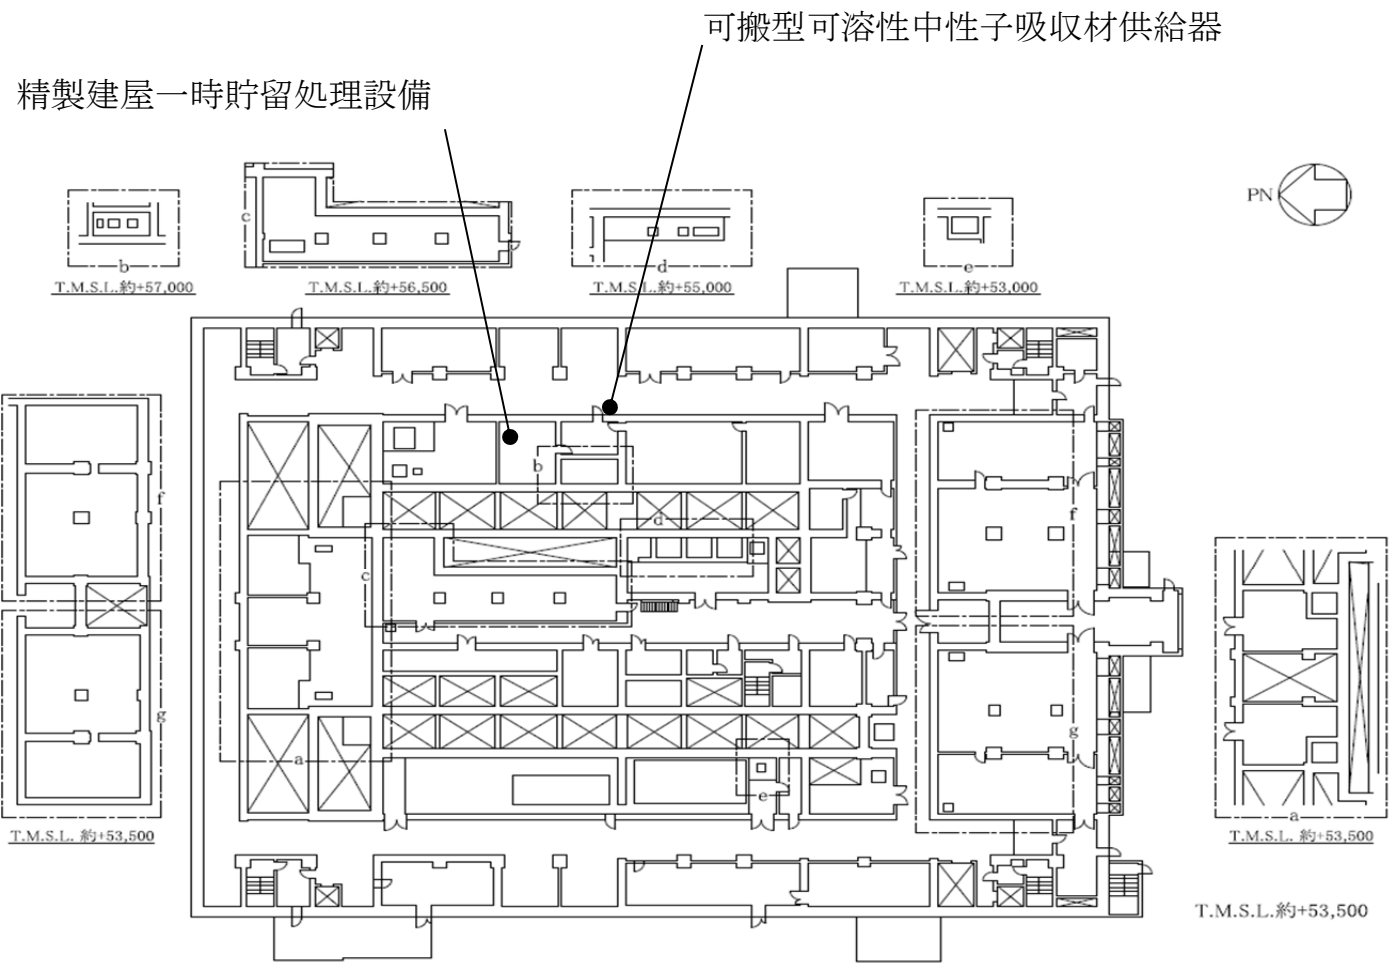 可搬型可溶性中性子吸収材供給器
精製建屋一時貯留処理設備
PN
c
b
d
e
T.M.S.L.約+57,000
T.M.S.L.約+56,500
T.M.S.L.約+55,000
T.M.S.L.約+53,000
b
f
f
d
c
g
g
a
e
a
T.M.S.L. 約+53,500
T.M.S.L. 約+53,500
T.M.S.L.約+53,500